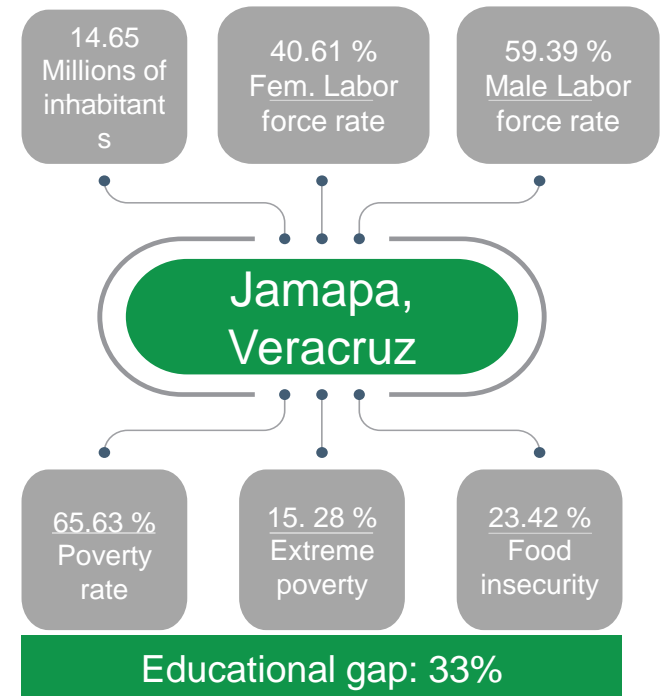 14.65
Millions of
inhabitant
s
40.61 %
Fem. Labor
force rate
59.39 %
Male Labor
force rate
Jamapa,
Veracruz
65.63 %
Poverty
rate
15. 28 %
Extreme
poverty
23.42 %
Food
insecurity
Educational gap: 33%